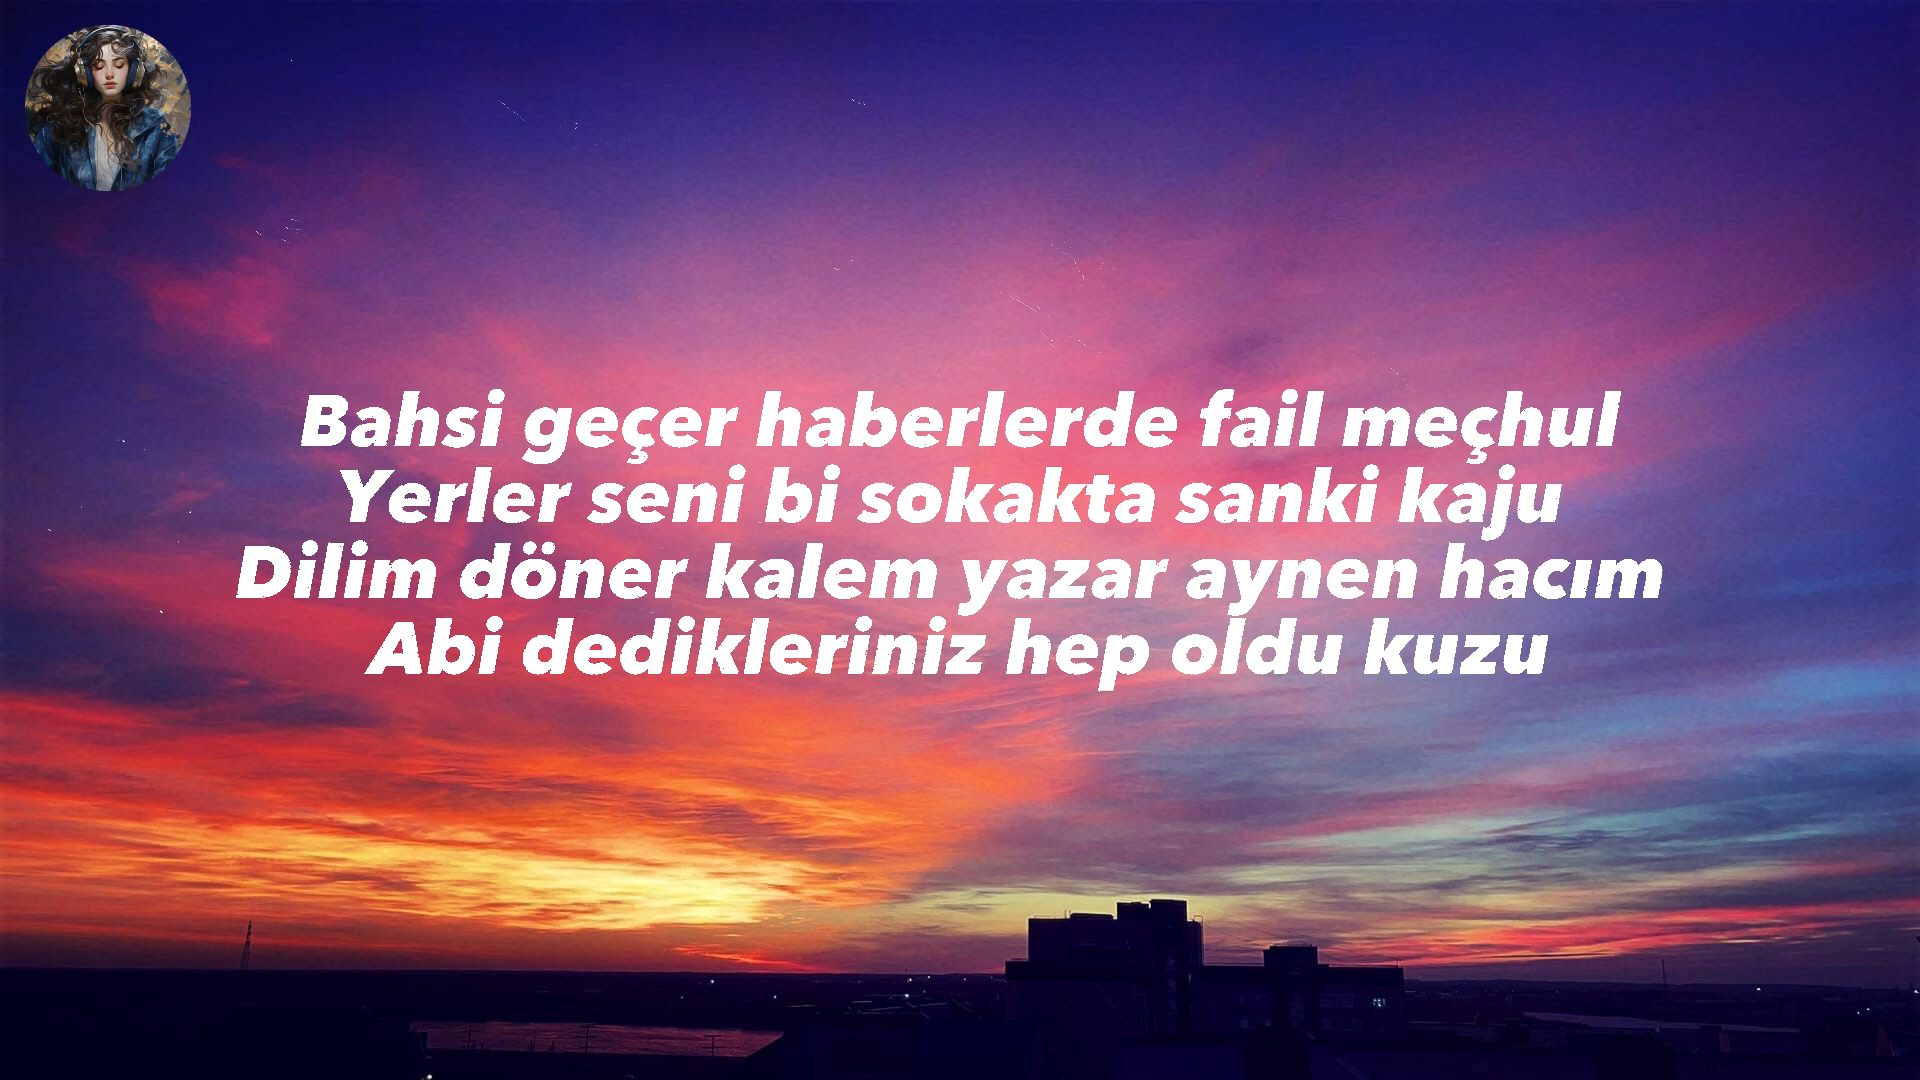 Bahsi geçer haberlerde fail meçhul
Yerler seni bi sokakta sanki kaju
Dilim döner kalem yazar aynen hacım
Abi dedikleriniz hep oldu kuzu